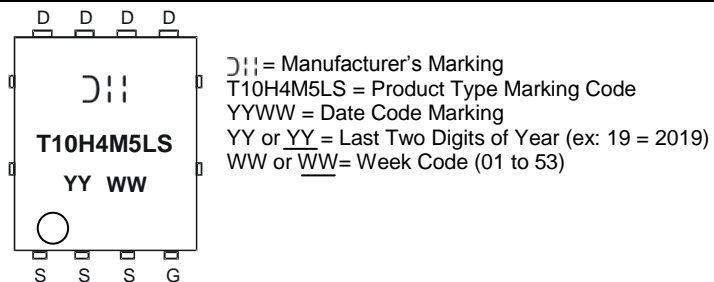 D D D D
T10H4M5LS
YY WW
S S S G
= Manufacturer's Marking
T10H4M5LS = Product Type Marking Code
YYWW = Date Code Marking
YY or YY = Last Two Digits of Year (ex: 19 = 2019)
WW or WW= Week Code (01 to 53)